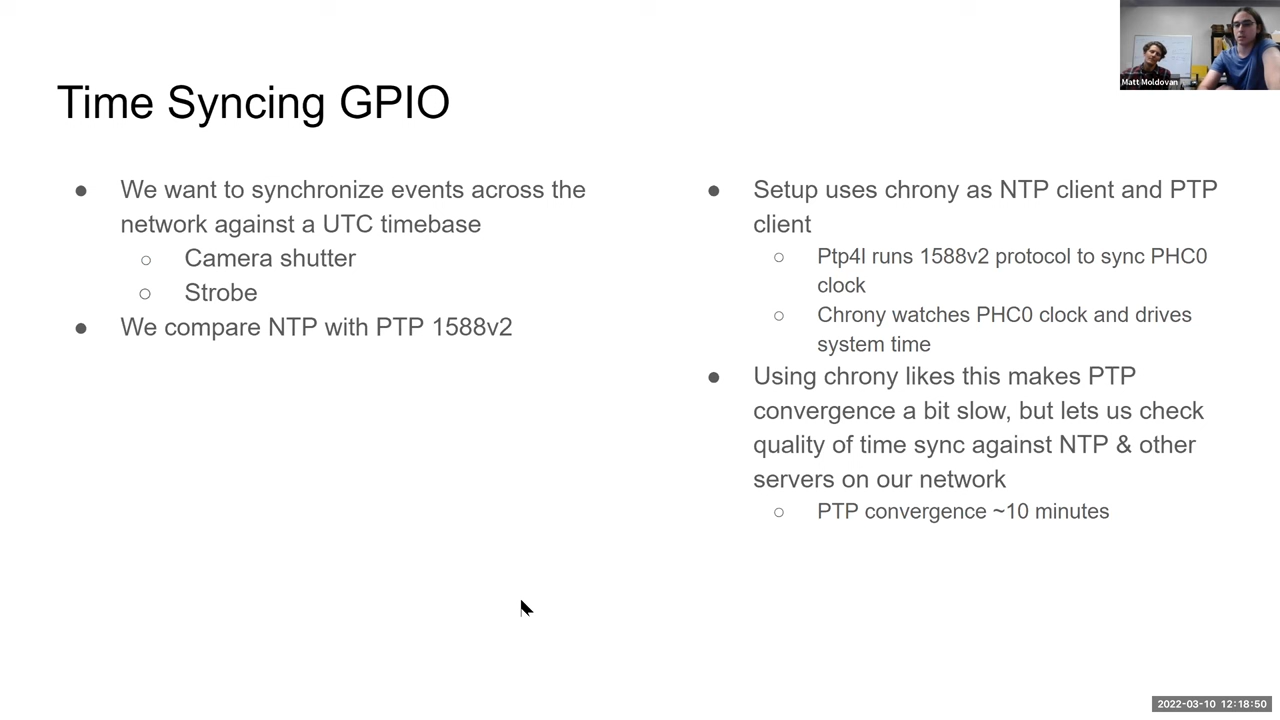 Time Syncing GPIO
● We want to synchronize events across the
network against a UTC timebase
○ Camera shutter
○ Strobe
● We compare NTP with PTP 1588v2
● Setup uses chrony as NTP client and PTP
client
○ Ptp4l runs 1588v2 protocol to sync PHC0
clock
○ Chrony watches PHC0 clock and drives
system time
● Using chrony likes this makes PTP
convergence a bit slow, but lets us check
quality of time sync against NTP & other
servers on our network
○ PTP convergence ~10 minutes
Matt Moldovan
2022-03-10 12:18:50